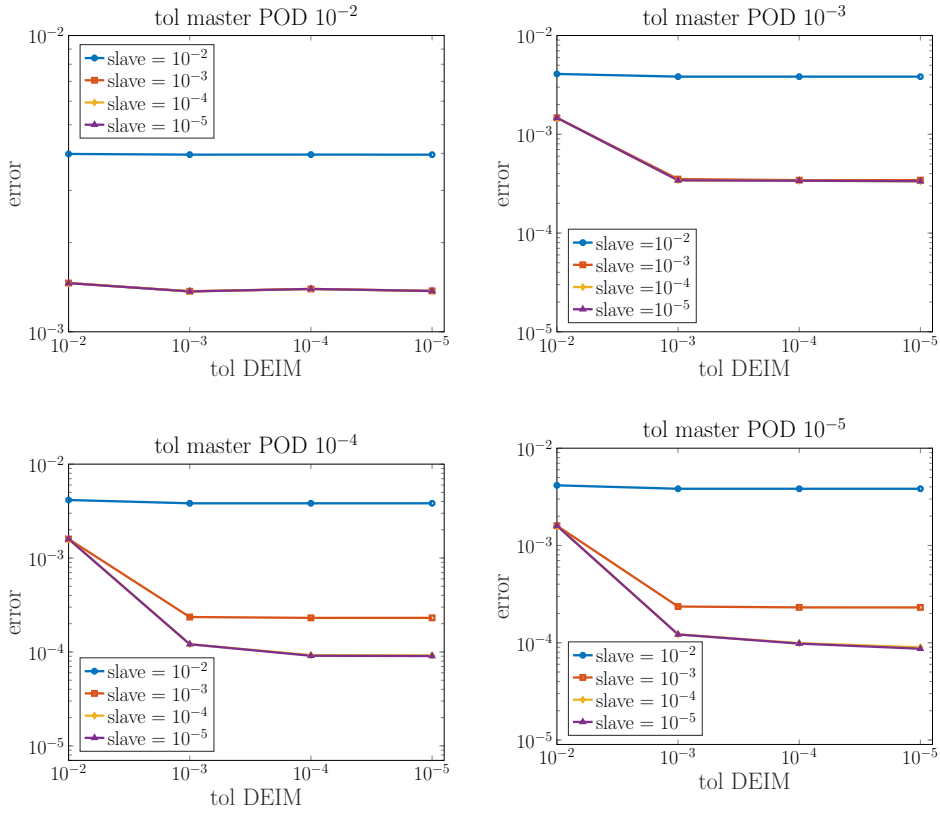 tol master POD 10⁻²
10⁻²
slave = 10⁻²
slave = 10⁻³
slave = 10⁻⁴
slave = 10⁻⁵
error
10⁻³
10⁻² 10⁻³ 10⁻⁴ 10⁻⁵
tol DEIM
tol master POD 10⁻³
10⁻²
10⁻³
error
10⁻⁴
slave =10⁻²
slave =10⁻³
slave =10⁻⁴
slave =10⁻⁵
10⁻⁵
10⁻² 10⁻³ 10⁻⁴ 10⁻⁵
tol DEIM
tol master POD 10⁻⁴
10⁻²
10⁻³
error
10⁻⁴
slave = 10⁻²
slave = 10⁻³
slave = 10⁻⁴
slave = 10⁻⁵
10⁻⁵
10⁻² 10⁻³ 10⁻⁴ 10⁻⁵
tol DEIM
tol master POD 10⁻⁵
10⁻²
10⁻³
error
10⁻⁴
slave = 10⁻²
slave = 10⁻³
slave = 10⁻⁴
slave = 10⁻⁵
10⁻⁵
10⁻² 10⁻³ 10⁻⁴ 10⁻⁵
tol DEIM